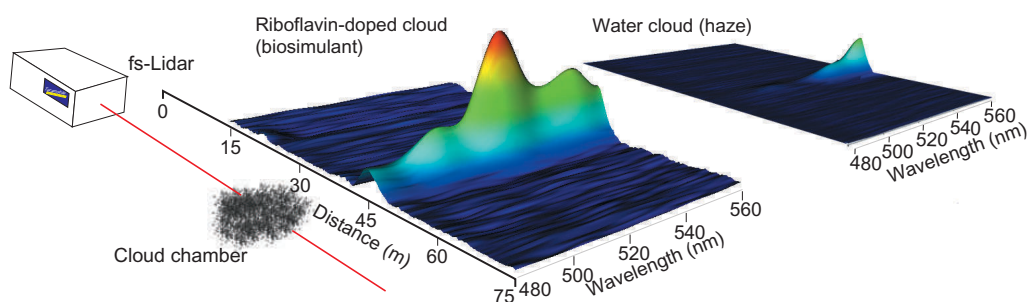 Riboflavin-doped cloud
(biosimulant)
Water cloud (haze)
fs-Lidar
0
15
30
45
60
75
Distance (m)
Cloud chamber
480
500
520
540
560
Wavelength (nm)
480
500
520
540
560
Wavelength (nm)